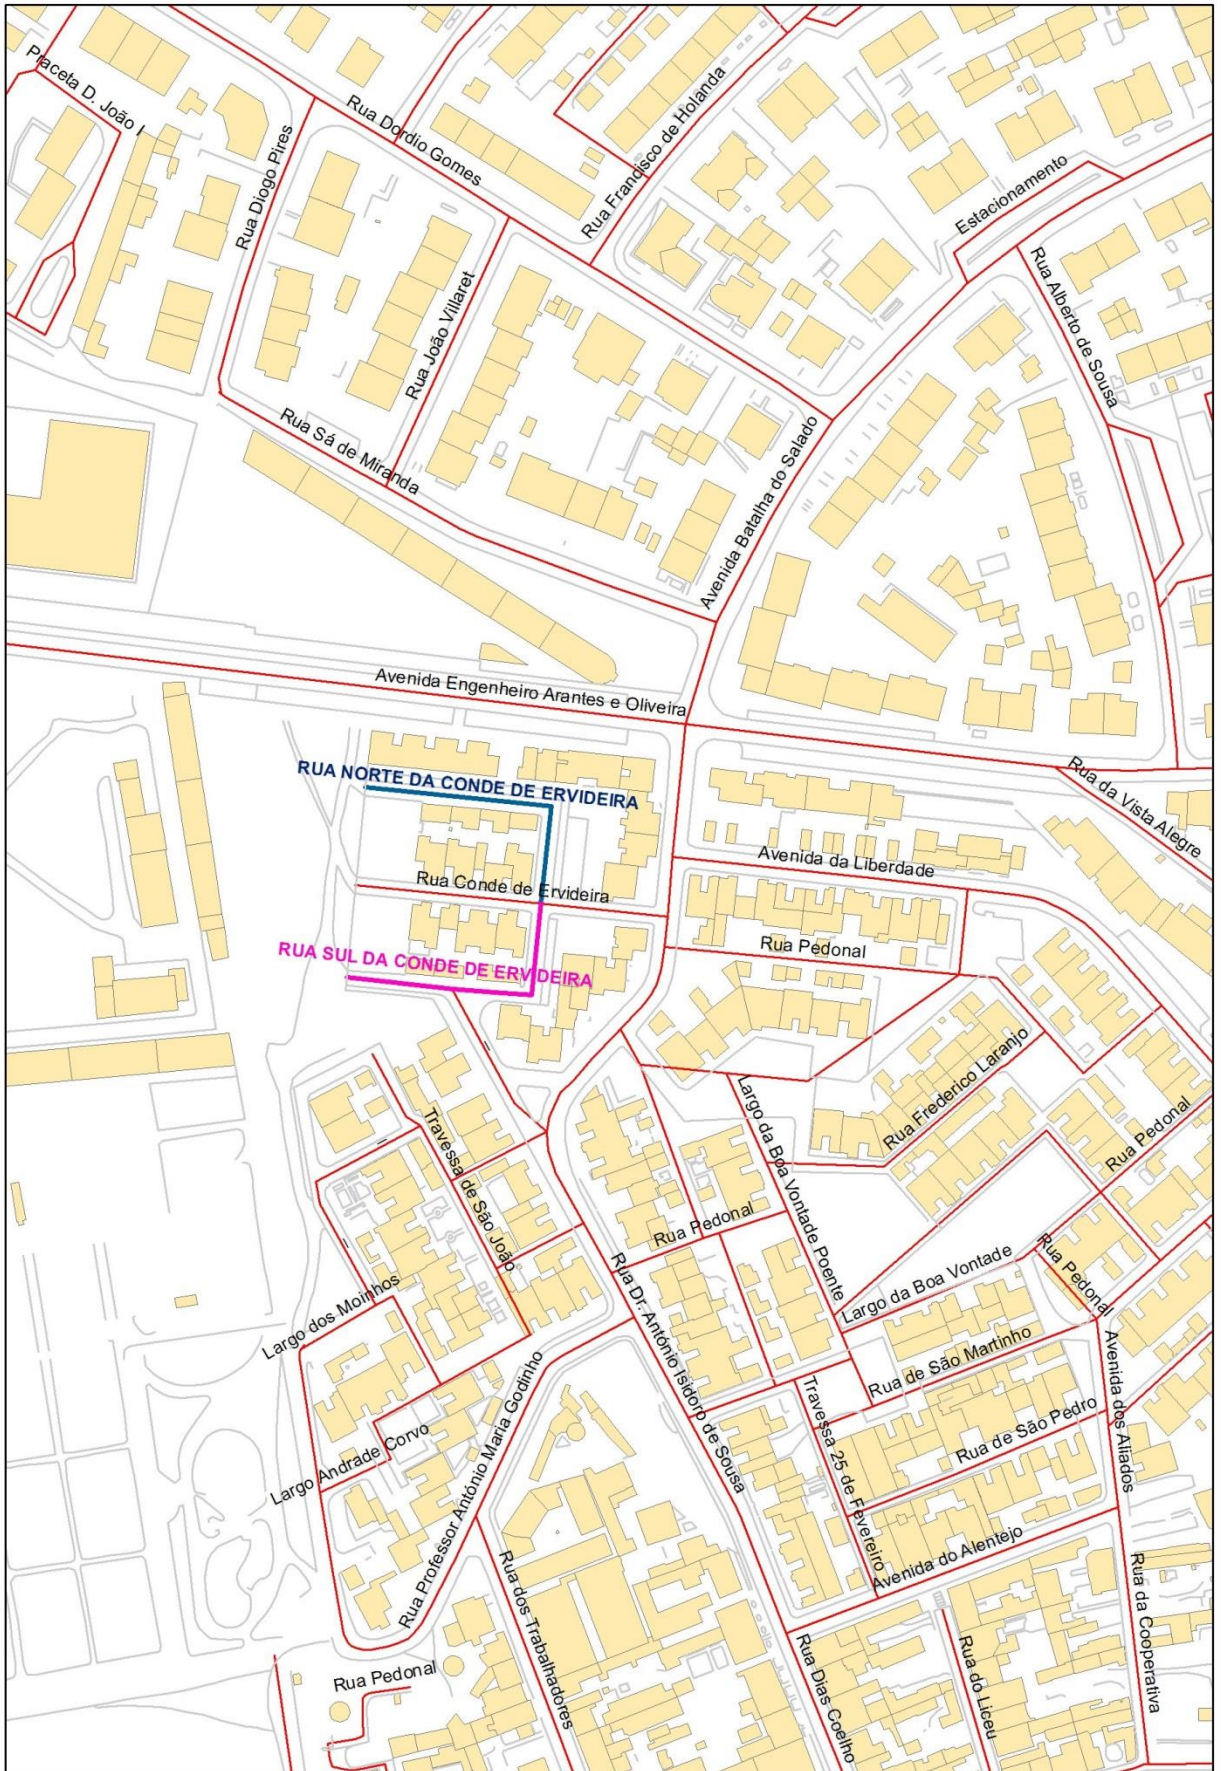 Praceta D. João I
Rua Dordio Gomes
Rua Francisco de Holanda
Rua Diogo Pires
Estacionamento
Rua João Villaret
Rua Alberto de Sousa
Rua Sá de Miranda
Avenida Batalha do Salado
Avenida Engenheiro Arantes e Oliveira
RUA NORTE DA CONDE DE ERVIDEIRA
Rua da Vista Alegre
Avenida da Liberdade
Rua Conde de Ervideira
Rua Pedonal
RUA SUL DA CONDE DE ERVIDEIRA
Rua Frederico Laranjo
Largo da Boa Vontade Poente
Travessa de São João
Rua Pedonal
Rua Pedonal
Rua Pedonal
Largo da Boa Vontade
Largo dos Moinhos
Rua Dr. António Isidoro de Sousa
Rua de São Martinho
Avenida dos Aliados
Rua Professor António Maria Godinho
Travessa 25 de Fevereiro
Rua de São Pedro
Largo Andrade Corvo
Avenida do Alentejo
Rua dos Trabalhadores
Rua da Cooperativa
Rua Pedonal
Rua Dias Coelho
Rua do Liceu